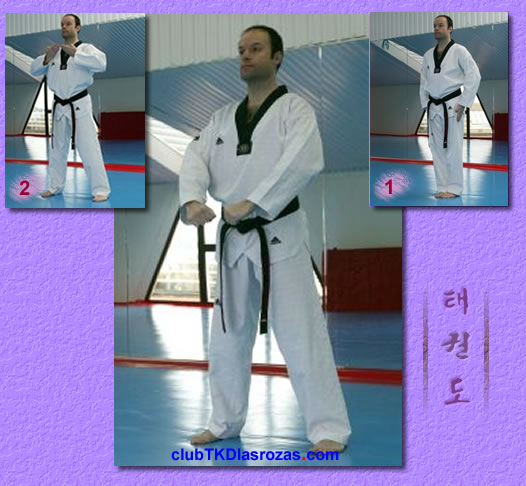 2
1
태
권
도
clubTKDlasrozas.com